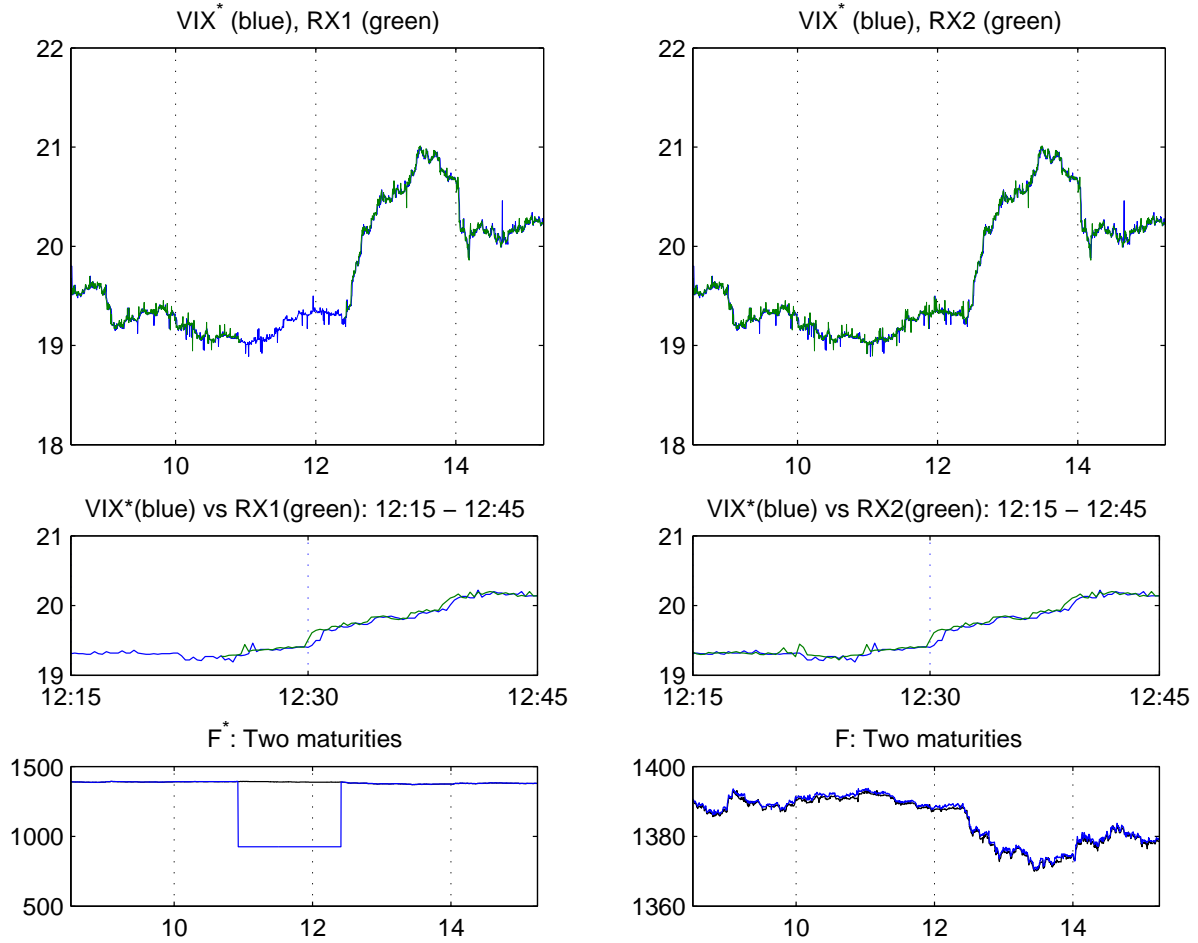 VIX* (blue), RX1 (green)
22
21
20
19
18
10 12 14
VIX* (blue), RX2 (green)
22
21
20
19
18
10 12 14
VIX*(blue) vs RX1(green): 12:15 − 12:45
21
20
19
12:15 12:30 12:45
VIX*(blue) vs RX2(green): 12:15 − 12:45
21
20
19
12:15 12:30 12:45
F*: Two maturities
1500
1000
500
10 12 14
F: Two maturities
1400
1380
1360
10 12 14